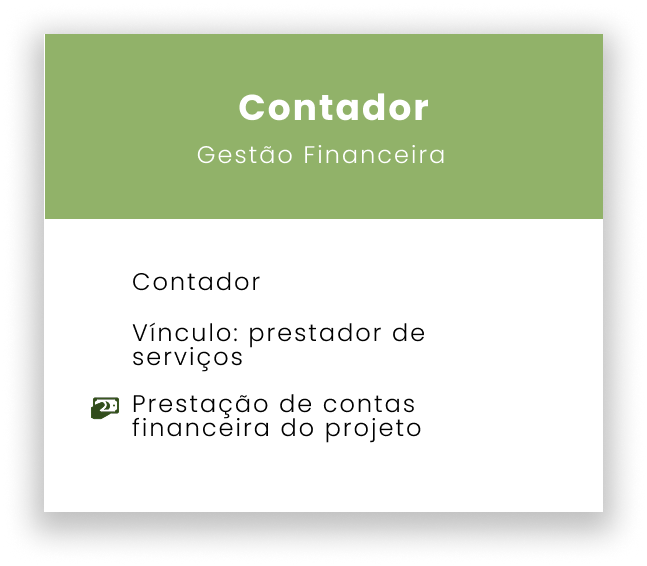 Contador
Gestão Financeira
Contador
Vínculo: prestador de
serviços
Prestação de contas
financeira do projeto